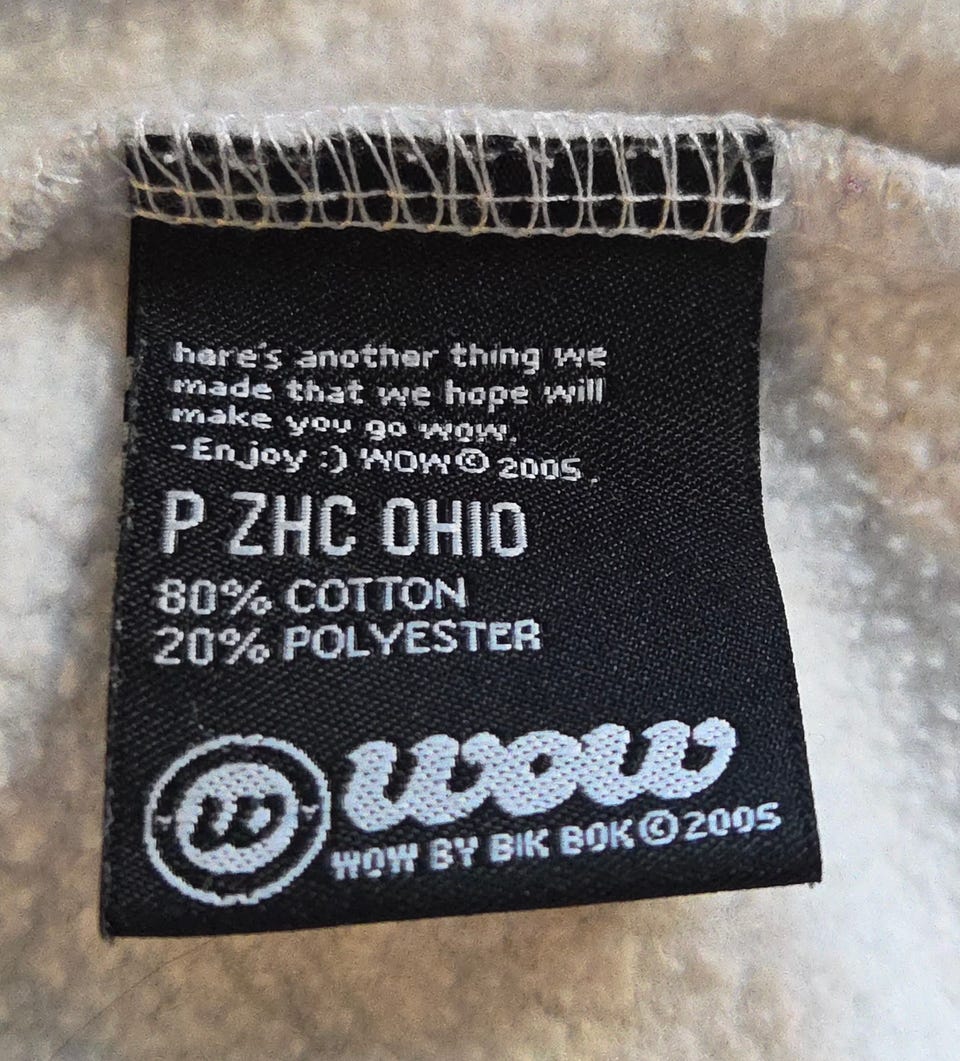 here's another thing we
made that we hope will
make you go wow.
-Enjoy :) WOW© 2005.
P ZHC OHIO
80% COTTON
20% POLYESTER
w wow
WOW BY BIK BOK©2005